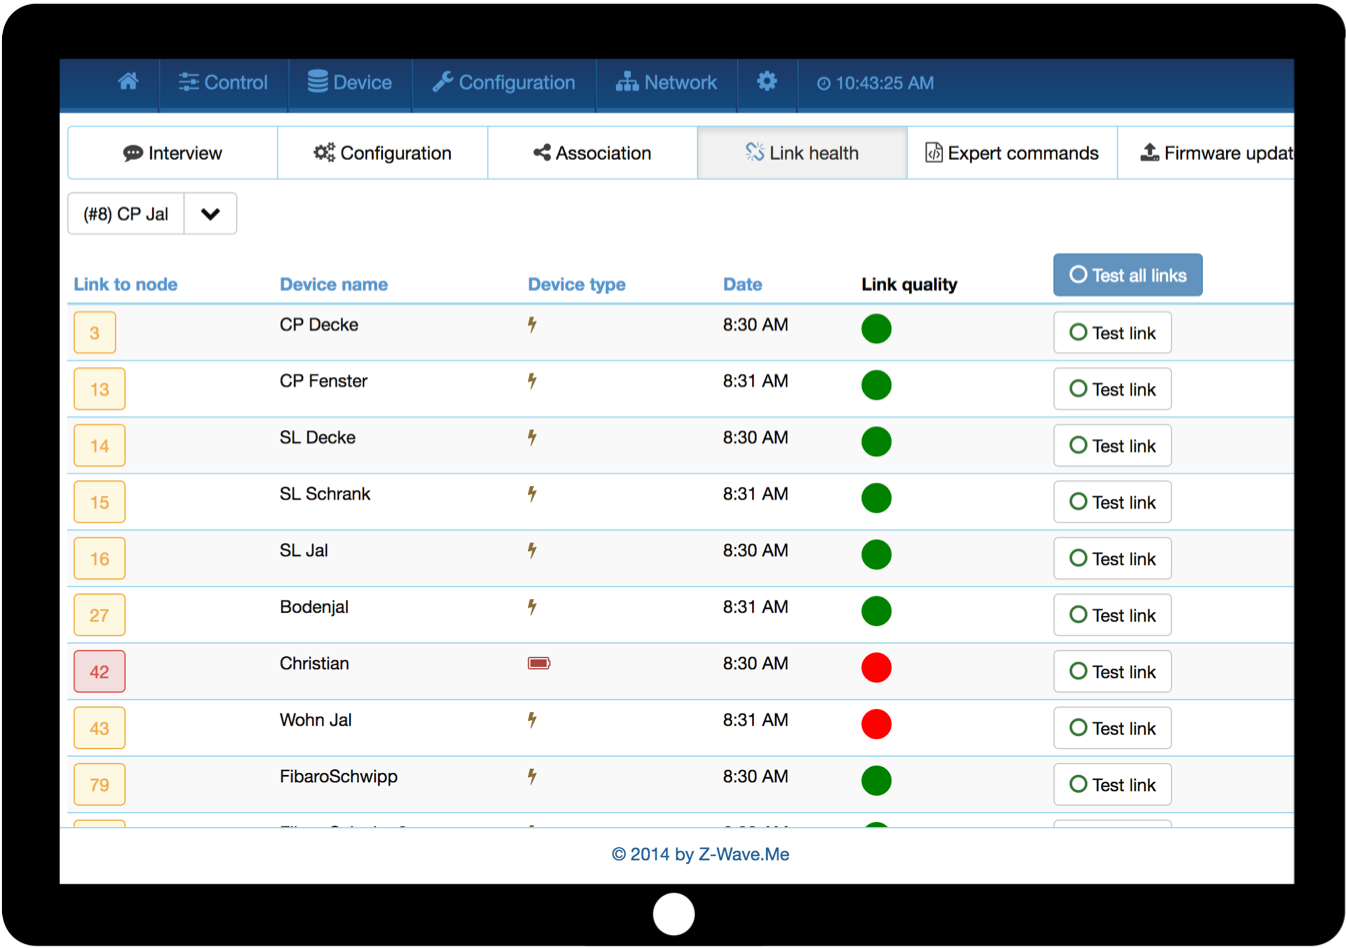 Control Device Configuration Network 10:43:25 AM
Interview Configuration Association Link health Expert commands Firmware updat
(#8) CP Jal
Link to node Device name Device type Date Link quality Test all links
3 CP Decke 8:30 AM Test link
13 CP Fenster 8:31 AM Test link
14 SL Decke 8:30 AM Test link
15 SL Schrank 8:31 AM Test link
16 SL Jal 8:30 AM Test link
27 Bodenjal 8:31 AM Test link
42 Christian 8:30 AM Test link
43 Wohn Jal 8:31 AM Test link
79 FibaroSchwipp 8:30 AM Test link
© 2014 by Z-Wave.Me